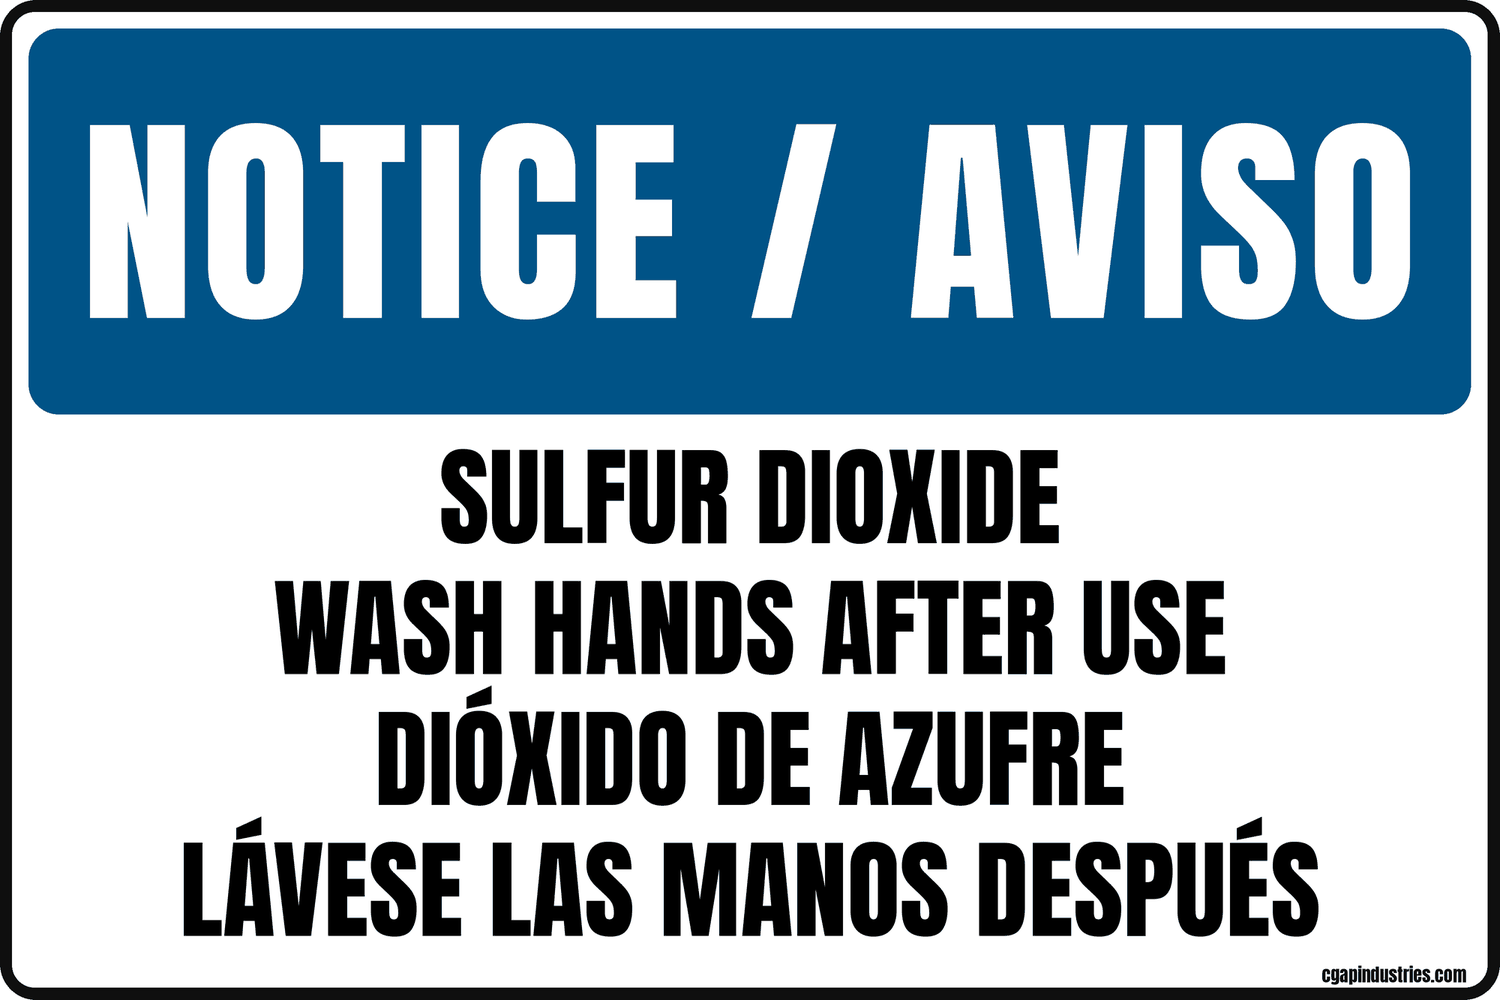 NOTICE / AVISO
SULFUR DIOXIDE
WASH HANDS AFTER USE
DIÓXIDO DE AZUFRE
LÁVESE LAS MANOS DESPUÉS
cgapindustries.com